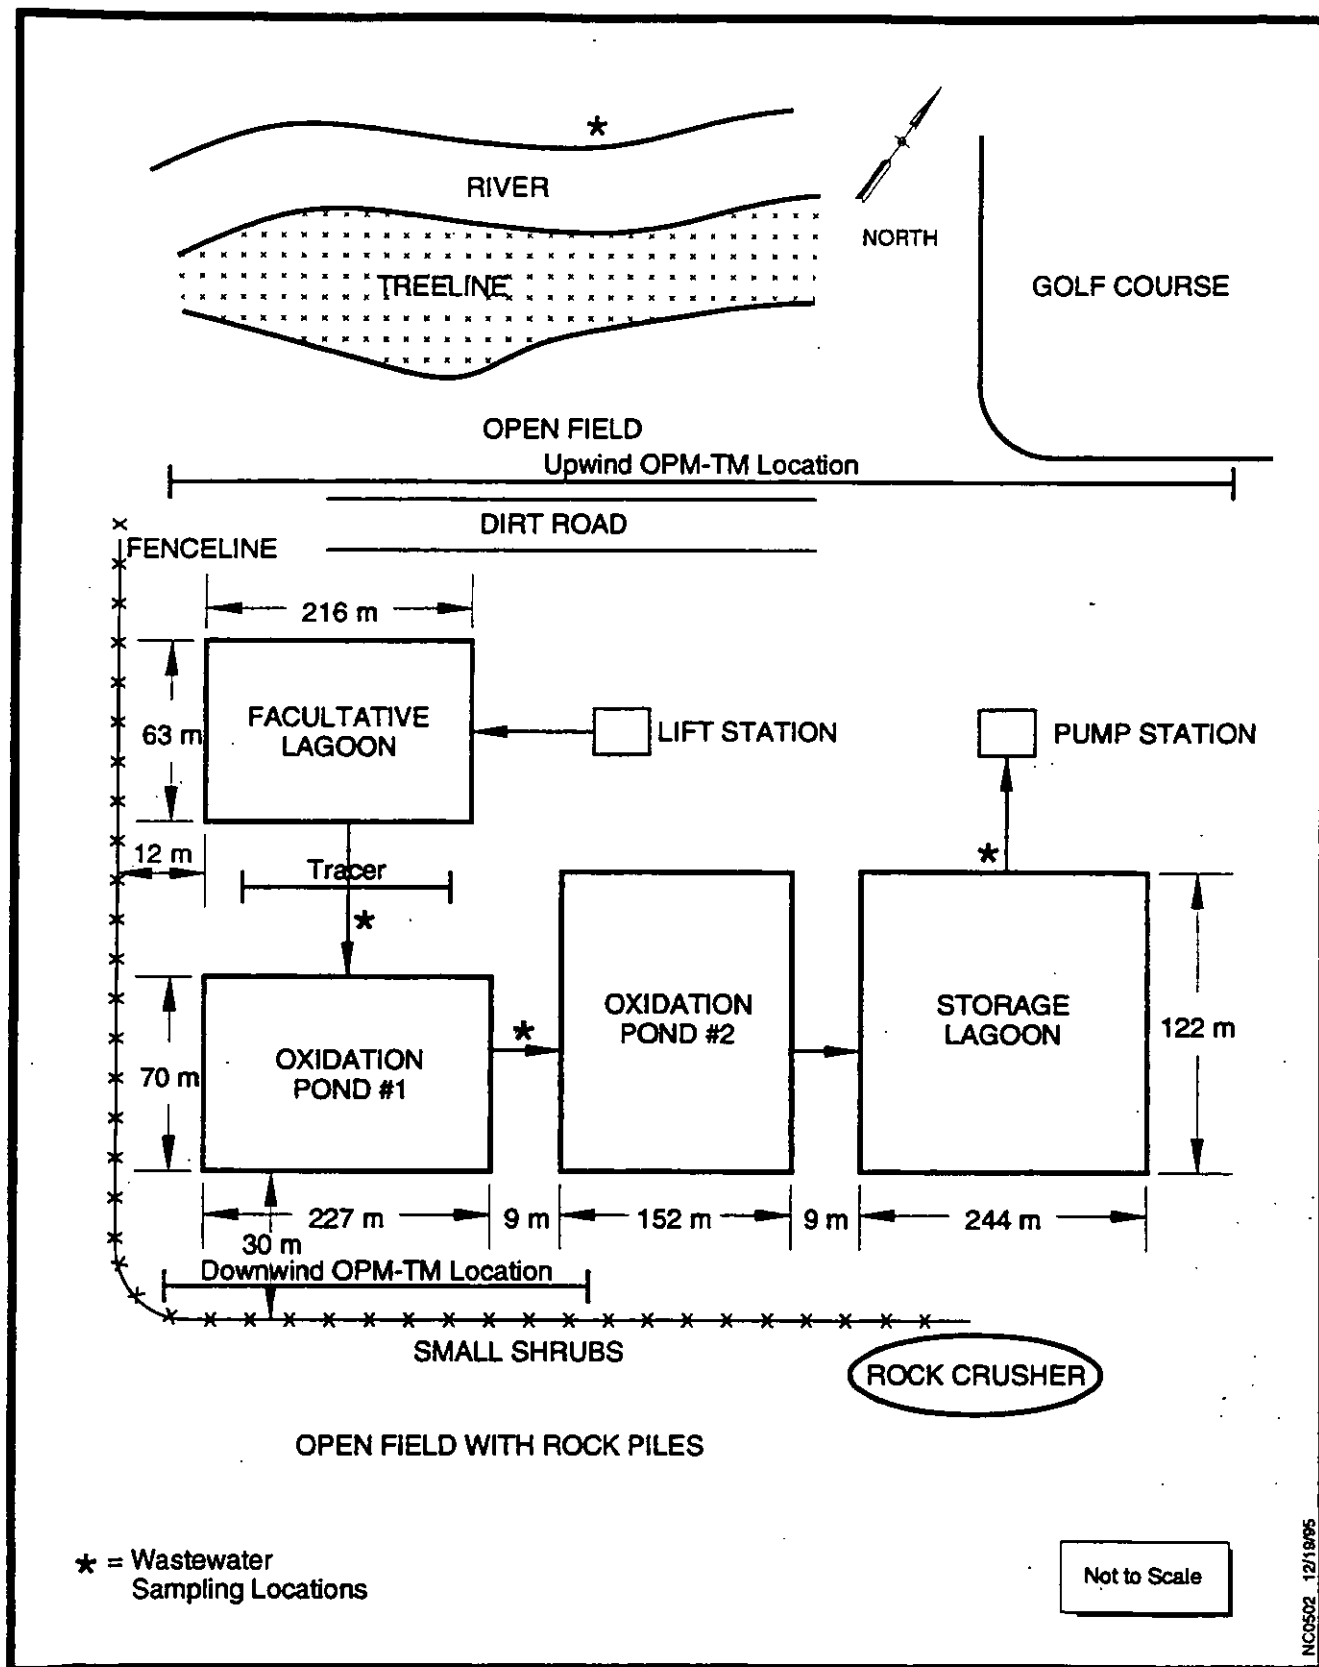 *
RIVER
NORTH
TREELINE
GOLF COURSE
OPEN FIELD
Upwind OPM-TM Location
DIRT ROAD
FENCELINE
216 m
63 m
FACULTATIVE
LAGOON
LIFT STATION
PUMP STATION
12 m
Tracer
*
*
70 m
OXIDATION
POND #1
*
OXIDATION
POND #2
STORAGE
LAGOON
122 m
227 m
9 m
152 m
9 m
244 m
30 m
Downwind OPM-TM Location
SMALL SHRUBS
ROCK CRUSHER
OPEN FIELD WITH ROCK PILES
* = Wastewater
Sampling Locations
Not to Scale
NC0502 12/19/95